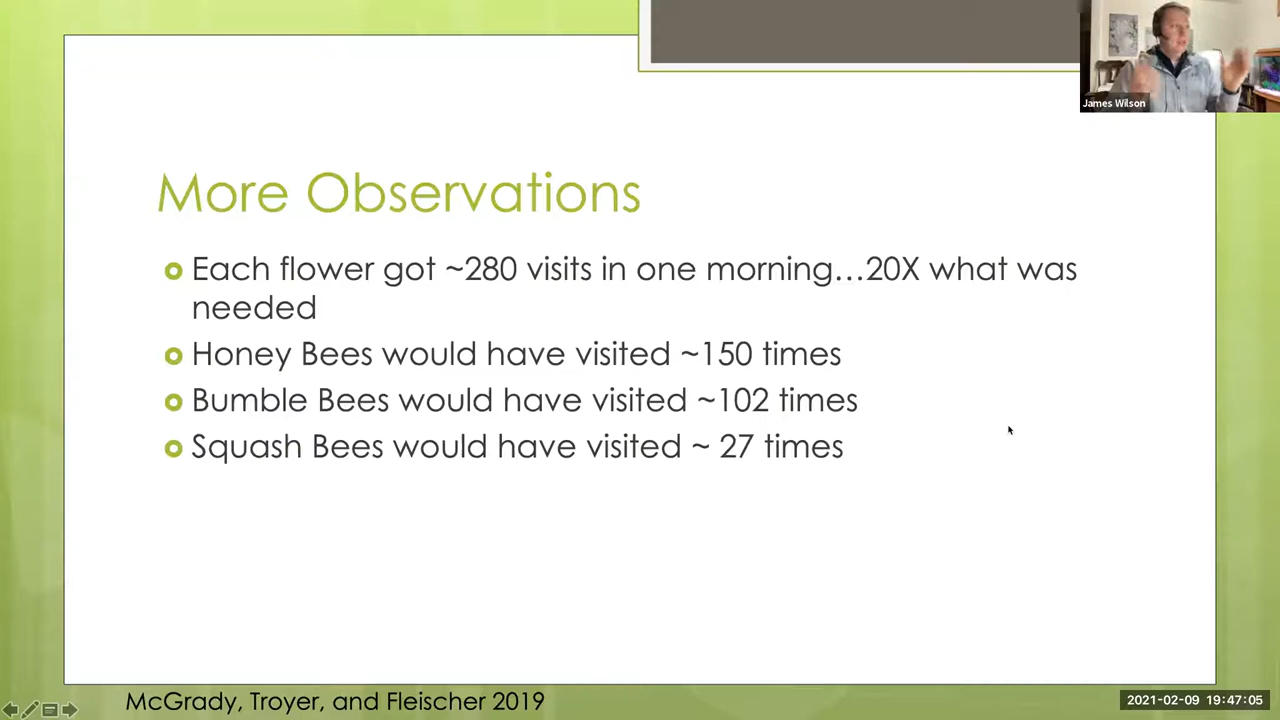 James Wilson
More Observations
Each flower got ~280 visits in one morning…20X what was
needed
Honey Bees would have visited ~150 times
Bumble Bees would have visited ~102 times
Squash Bees would have visited ~ 27 times
McGrady, Troyer, and Fleischer 2019
2021-02-09 19:47:05